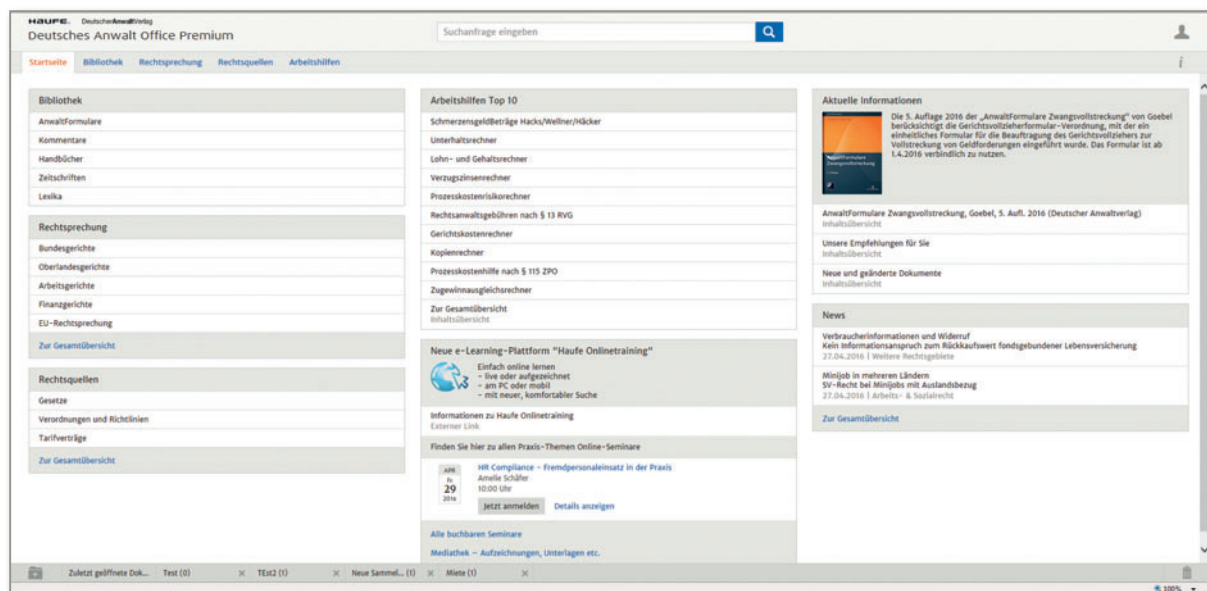 HAUFE. DeutscherAnwaltVerlag
Deutsches Anwalt Office Premium
Suchanfrage eingeben
Startseite Bibliothek Rechtsprechung Rechtsquellen Arbeitshilfen
i
Bibliothek
AnwaltFormulare
Kommentare
Handbücher
Zeitschriften
Lexika
Rechtsprechung
Bundesgerichte
Oberlandesgerichte
Arbeitsgerichte
Finanzgerichte
EU-Rechtsprechung
Zur Gesamtübersicht
Rechtsquellen
Gesetze
Verordnungen und Richtlinien
Tarifverträge
Zur Gesamtübersicht
Arbeitshilfen Top 10
SchmerzensgeldBeträge Hacks/Wellner/Häcker
Unterhaltsrechner
Lohn- und Gehaltsrechner
Verzugszinsenrechner
Prozesskostenrisikorechner
Rechtsanwaltsgebühren nach § 13 RVG
Gerichtskostenrechner
Kopienrechner
Prozesskostenhilfe nach § 115 ZPO
Zugewinnausgleichsrechner
Zur Gesamtübersicht
Inhaltsübersicht
Neue e-Learning-Plattform "Haufe Onlinetraining"
Einfach online lernen
- live oder aufgezeichnet
- am PC oder mobil
- mit neuer, komfortabler Suche
Informationen zu Haufe Onlinetraining
Externer Link
Finden Sie hier zu allen Praxis-Themen Online-Seminare
APR
Fr
29
2016
HR Compliance - Fremdpersonaleinsatz in der Praxis
Amelie Schäfer
10:00 Uhr
Jetzt anmelden Details anzeigen
Alle buchbaren Seminare
Mediathek - Aufzeichnungen, Unterlagen etc.
Aktuelle Informationen
Die 5. Auflage 2016 der „AnwaltFormulare Zwangsvollstreckung“ von Goebel
berücksichtigt die Gerichtsvollzieherformular-Verordnung, mit der ein
einheitliches Formular für die Beauftragung des Gerichtsvollziehers zur
Vollstreckung von Geldforderungen eingeführt wurde. Das Formular ist ab
1.4.2016 verbindlich zu nutzen.
AnwaltFormulare
Zwangsvollstreckung
AnwaltFormulare Zwangsvollstreckung, Goebel, 5. Aufl. 2016 (Deutscher Anwaltverlag)
Inhaltsübersicht
Unsere Empfehlungen für Sie
Inhaltsübersicht
Neue und geänderte Dokumente
Inhaltsübersicht
News
Verbraucherinformationen und Widerruf
Kein Informationsanspruch zum Rückkaufswert fondsgebundener Lebensversicherung
27.04.2016 | Weitere Rechtsgebiete
Minijob in mehreren Ländern
SV-Recht bei Minijobs mit Auslandsbezug
27.04.2016 | Arbeits- & Sozialrecht
Zur Gesamtübersicht
Zuletzt geöffnete Dok... Test (0) TEst2 (1) Neue Sammel... (1) Miete (1)
100%